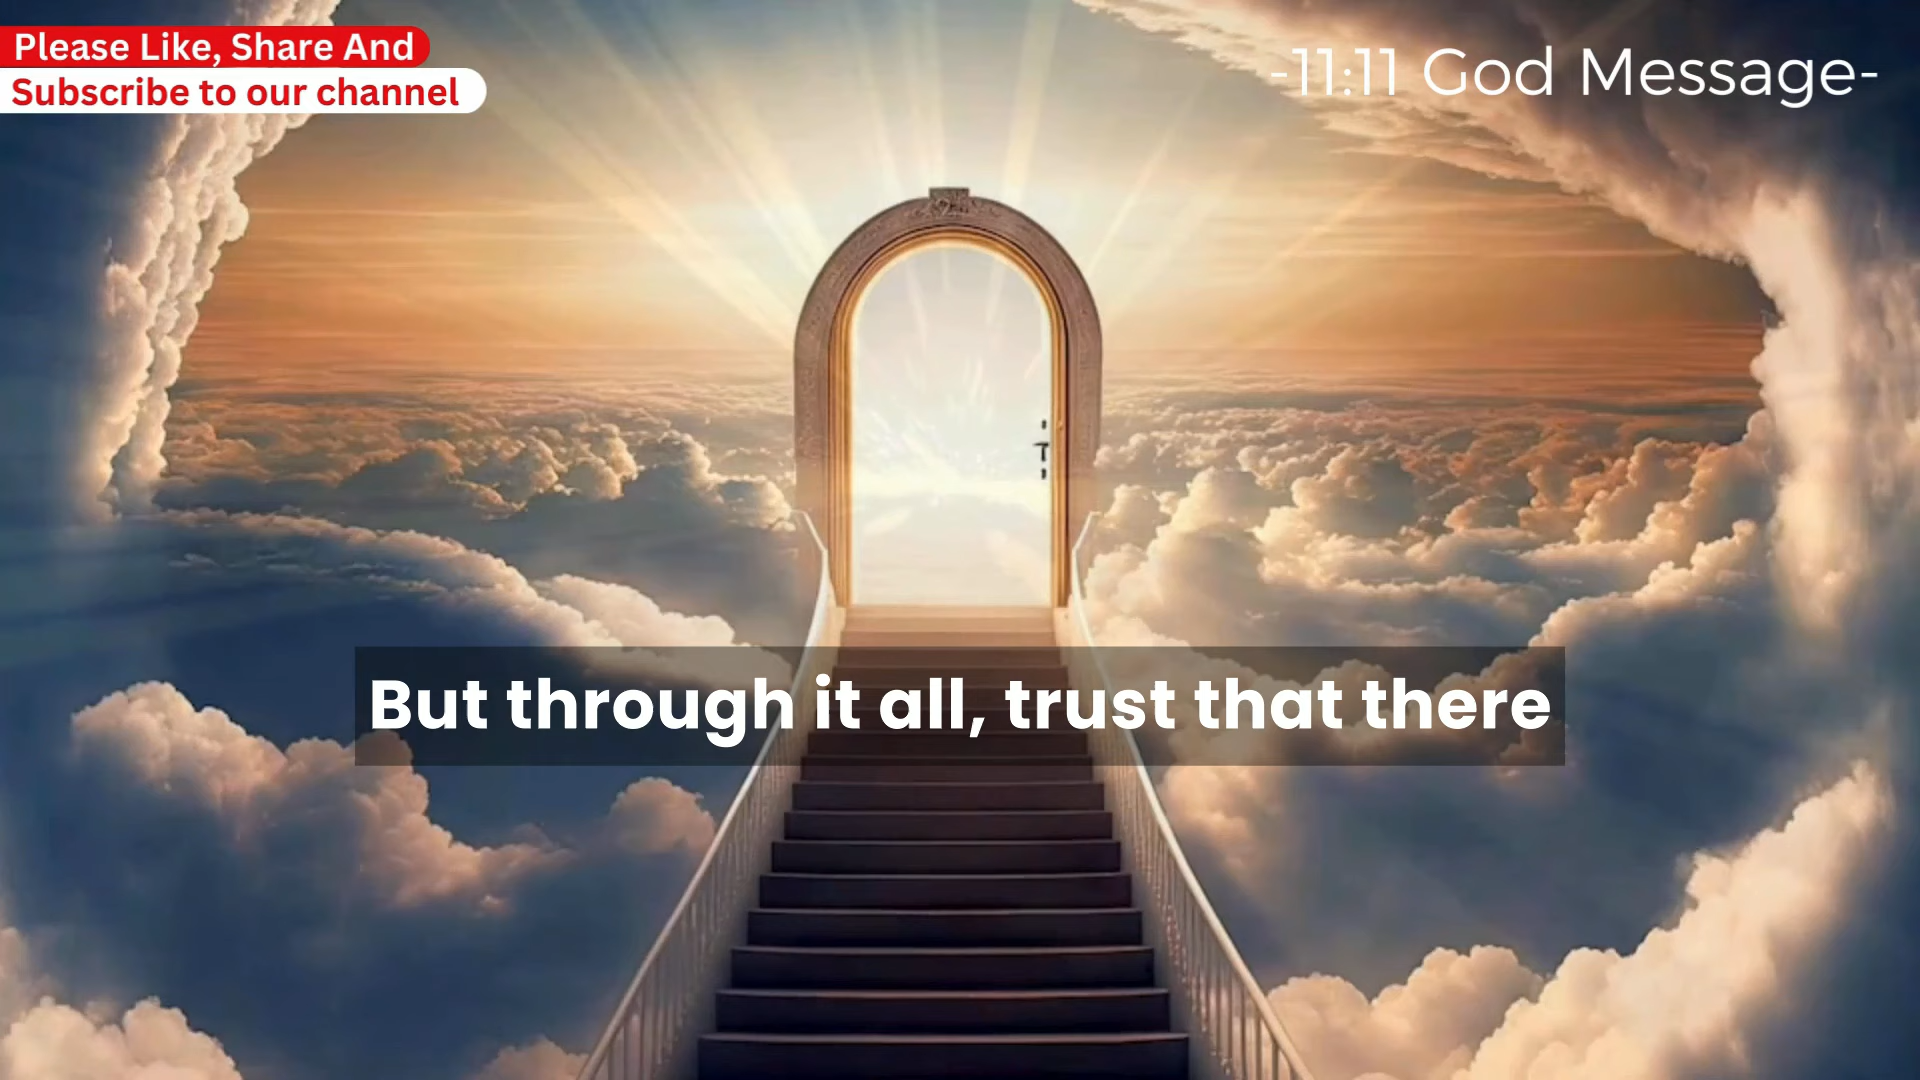 Please Like, Share And
Subscribe to our channel
-11:11 God Message-
But through it all, trust that there